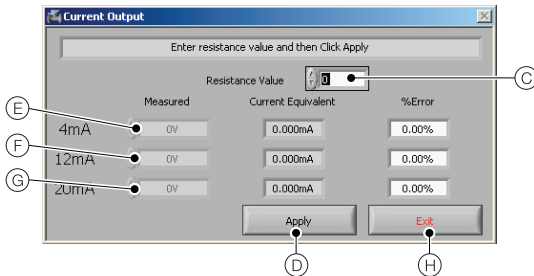 Current Output
Enter resistance value and then Click Apply
Resistance Value 0 C
Measured Current Equivalent %Error
E 4mA 0V 0.000mA 0.00%
F 12mA 0V 0.000mA 0.00%
G 20mA 0V 0.000mA 0.00%
Apply Exit
D H